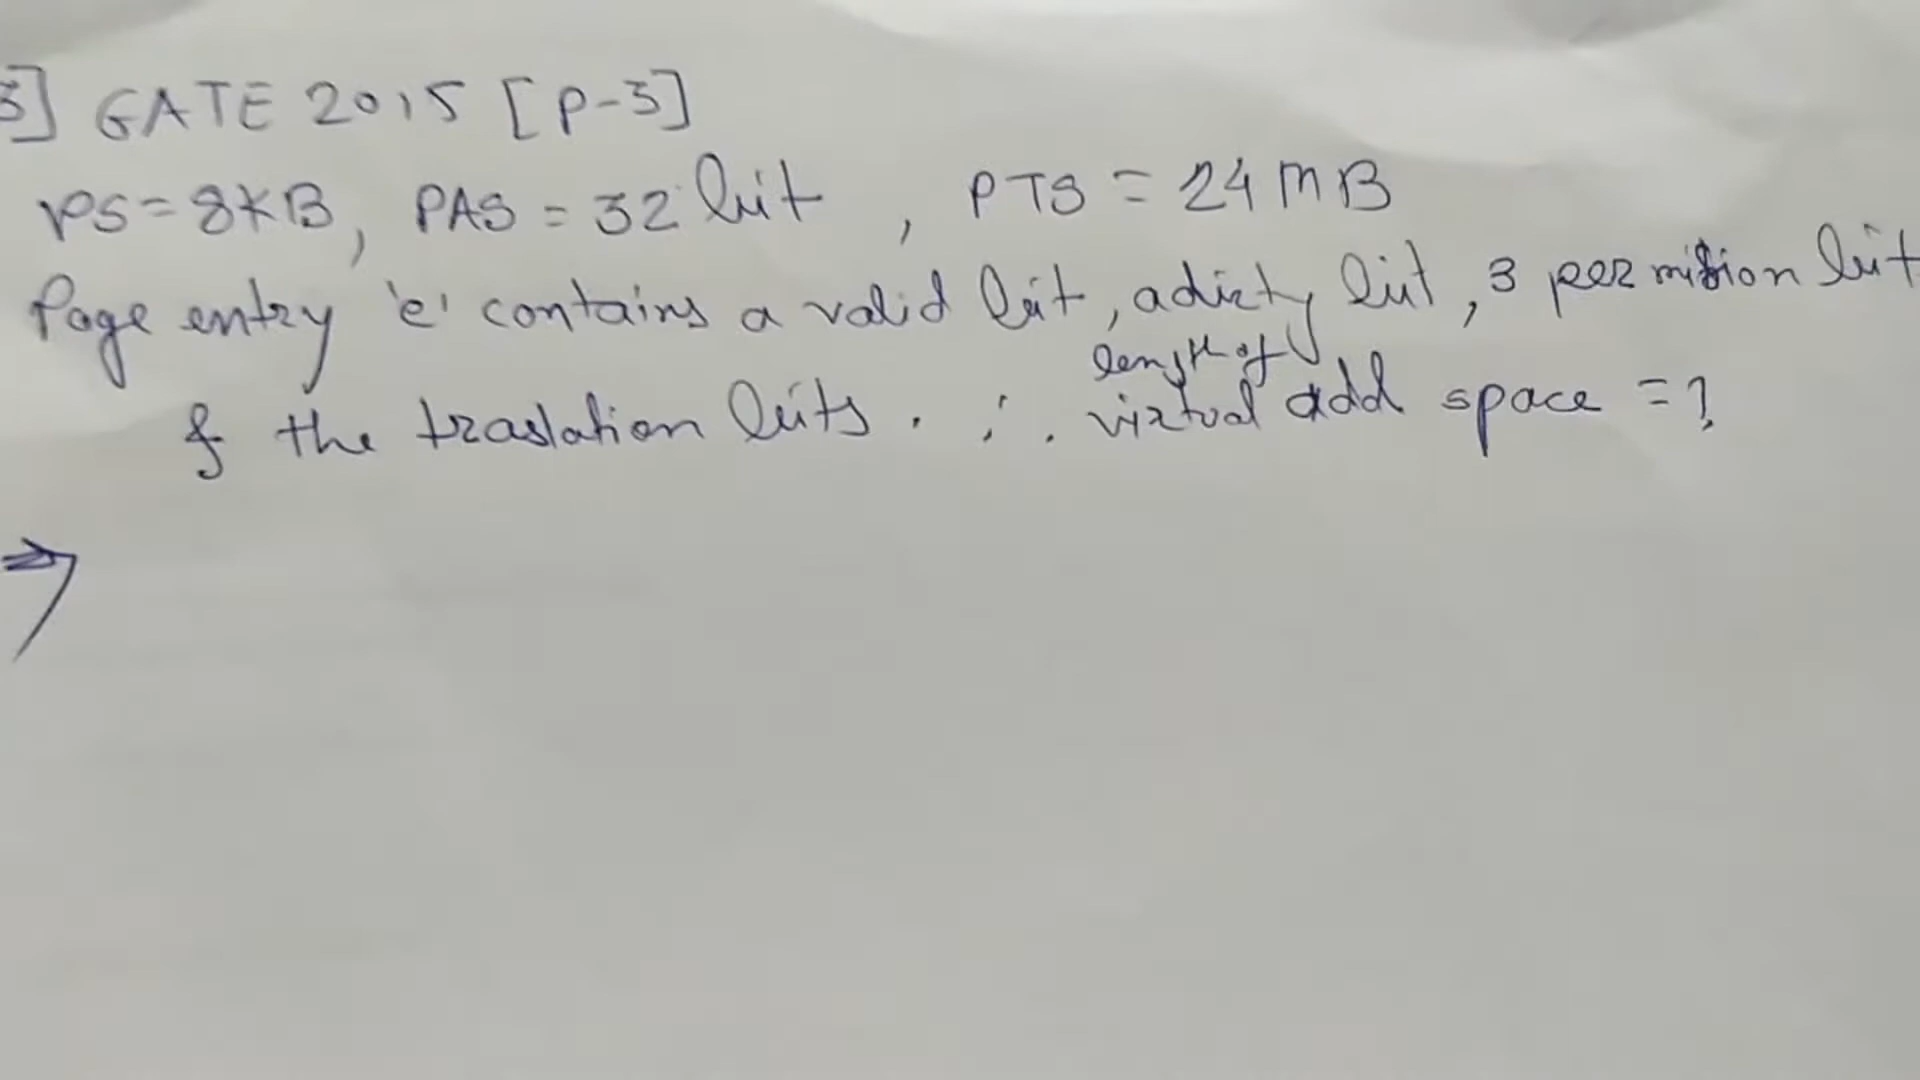 3] GATE 2015 [P-3]
PS = 8KB, PAS = 32 bit , PTS = 24 MB
Page entry 'e' contains a valid bit, a dirty bit, 3 permision bit
& the traslation bits. ∴ length of virtual add space = ?
⇒